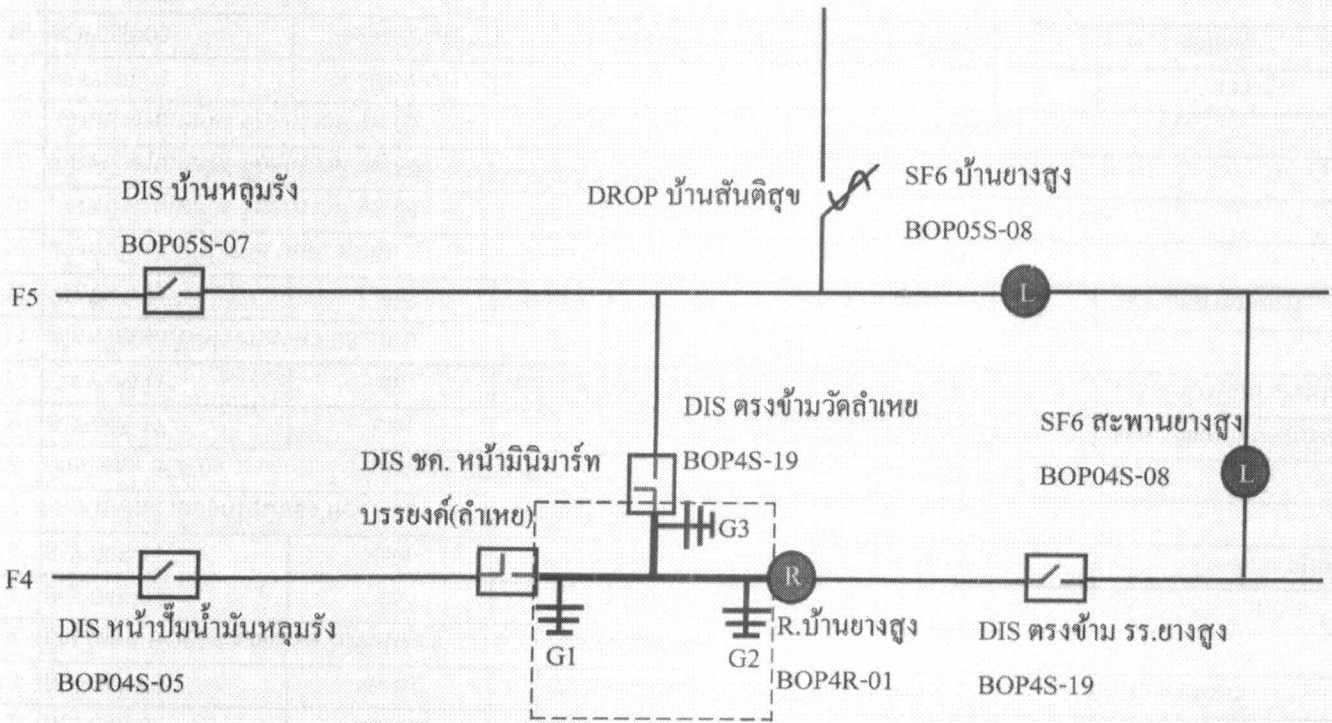 DIS บ้านหลุมรัง
BOP05S-07
DROP บ้านสันติสุข
SF6 บ้านยางสูง
BOP05S-08
F5
L
DIS ตรงข้ามวัดลำเหย
BOP4S-19
SF6 สะพานยางสูง
BOP04S-08
L
DIS ชค. หน้ามินิมาร์ท
บรรยงค์(ลำเหย)
G3
F4
R
DIS หน้าปั๊มน้ำมันหลุมรัง
BOP04S-05
G1
G2
R.บ้านยางสูง
BOP4R-01
DIS ตรงข้าม รร.ยางสูง
BOP4S-19